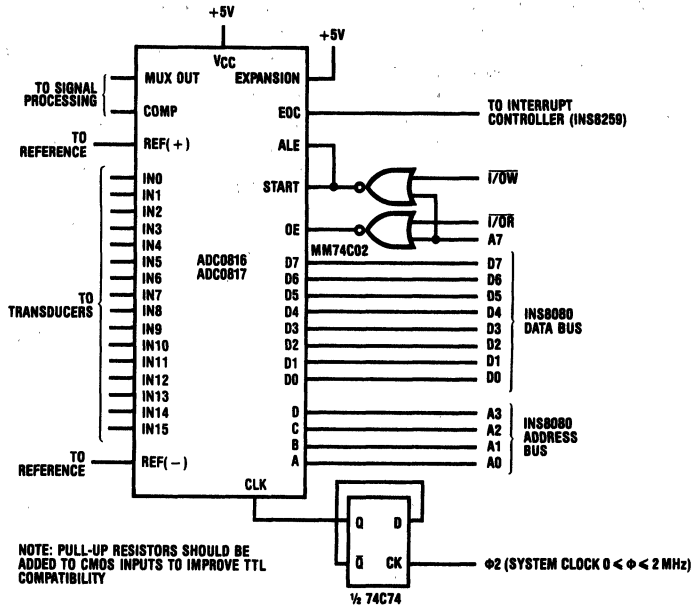 +5V
+5V
VCC
MUX OUT
EXPANSION
TO SIGNAL
PROCESSING
COMP
EOC
TO INTERRUPT
CONTROLLER (INS8259)
TO
REFERENCE
REF(+)
ALE
START
I/OW
I/OR
OE
A7
MM74C02
IN0
IN1
IN2
IN3
IN4
IN5
IN6
IN7
IN8
IN9
IN10
IN11
IN12
IN13
IN14
IN15
TO
TRANSDUCERS
ADC0816
ADC0817
D7
D6
D5
D4
D3
D2
D1
D0
D7
D6
D5
D4
D3
D2
D1
D0
INS8080
DATA BUS
D
C
B
A
A3
A2
A1
A0
INS8080
ADDRESS
BUS
TO
REFERENCE
REF(−)
CLK
Q
D
Q̅
CK
Φ2 (SYSTEM CLOCK 0 ≤ Φ ≤ 2 MHz)
½ 74C74
NOTE: PULL-UP RESISTORS SHOULD BE
ADDED TO CMOS INPUTS TO IMPROVE TTL
COMPATIBILITY